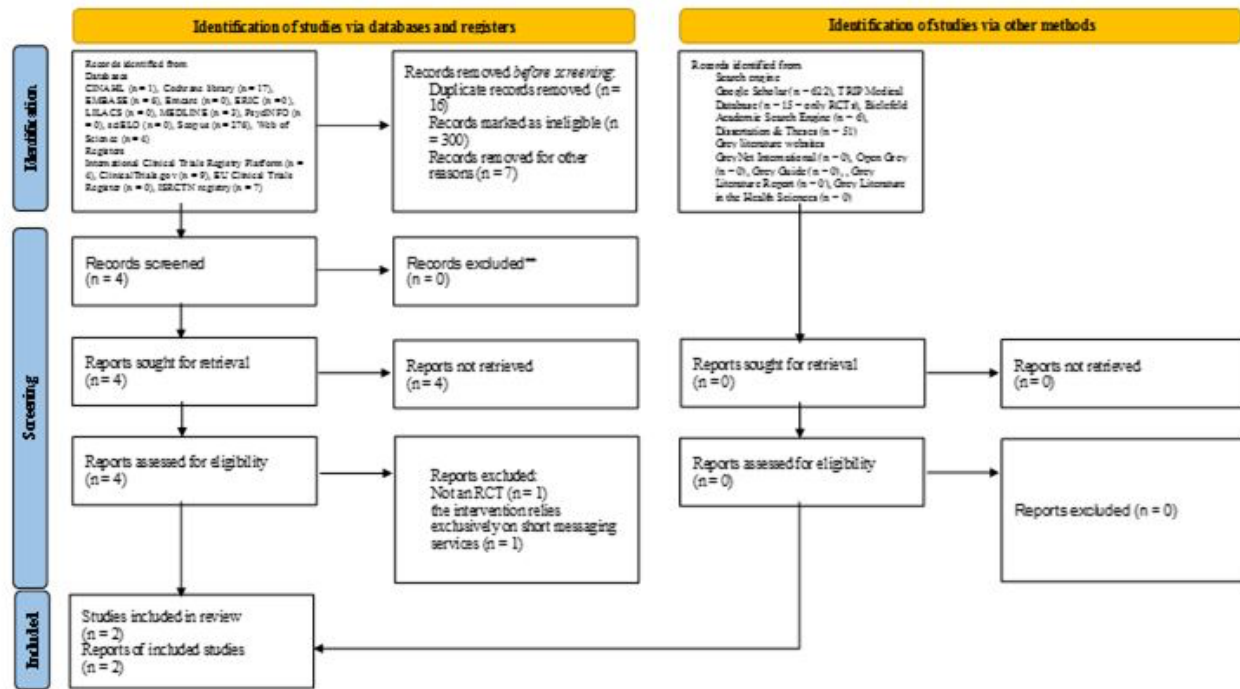 Identification of studies via databases and registers
Identification of studies via other methods
Identification
Records identified from
Databases
CINAHL (n = 1), Cochrane library (n = 17),
EMBASE (n = 6), Emcare (n = 0), ERIC (n = 0),
LILACS (n = 0), MEDLINE (n = 3), PsycINFO (n
= 0), sciELO (n = 0), Scopus (n = 276), Web of
Science (n = 4)
Registers
International Clinical Trials Registry Platform (n =
4), ClinicalTrials.gov (n = 9), EU Clinical Trials
Register (n = 0), ISRCTN registry (n = 7)
Records removed before screening:
Duplicate records removed (n =
16)
Records marked as ineligible (n
= 300)
Records removed for other
reasons (n = 7)
Records identified from
Search engine
Google Scholar (n = 622), TRIP Medical
Database (n = 15 – only RCTs), Bielefeld
Academic Search Engine (n = 6),
Dissertation & Theses (n = 51)
Grey literature websites
GreyNet International (n = 0), Open Grey
(n = 0), Grey Guide (n = 0), , Grey
Literature Report (n = 0), Grey Literature
in the Health Sciences (n = 0)
Screening
Records screened
(n = 4)
Records excluded**
(n = 0)
Reports sought for retrieval
(n = 4)
Reports not retrieved
(n = 4)
Reports sought for retrieval
(n = 0)
Reports not retrieved
(n = 0)
Reports assessed for eligibility
(n = 4)
Reports excluded:
Not an RCT (n = 1)
the intervention relies
exclusively on short messaging
services (n = 1)
Reports assessed for eligibility
(n = 0)
Reports excluded (n = 0)
Included
Studies included in review
(n = 2)
Reports of included studies
(n = 2)